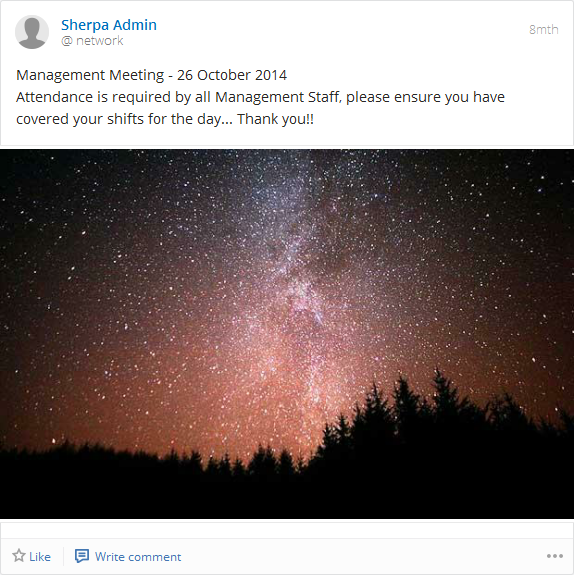 Sherpa Admin
@ network
8mth
Management Meeting - 26 October 2014
Attendance is required by all Management Staff, please ensure you have
covered your shifts for the day... Thank you!!
Like
Write comment